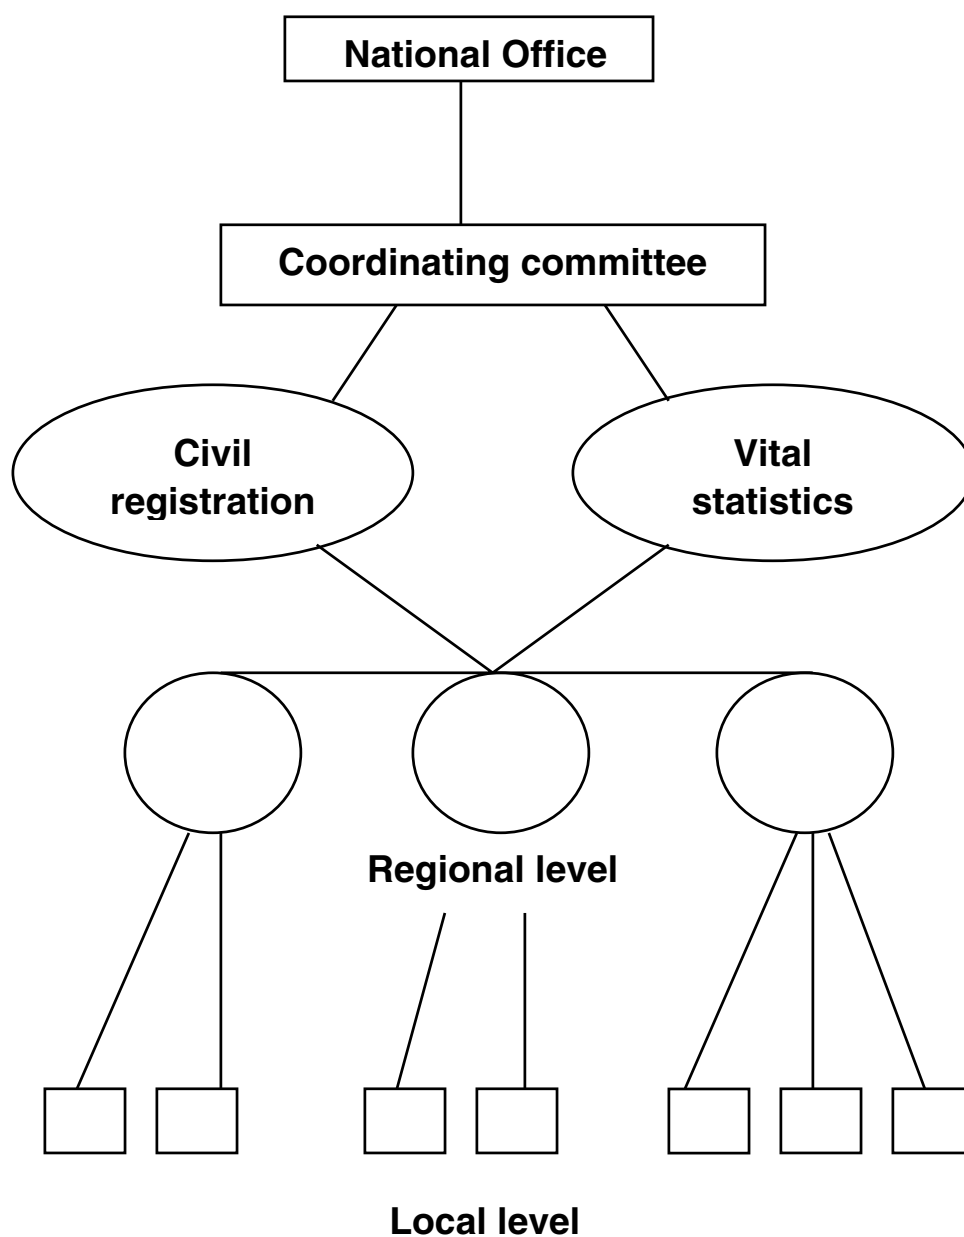 National Office
Coordinating committee
Civil
registration
Vital
statistics
Regional level
Local level